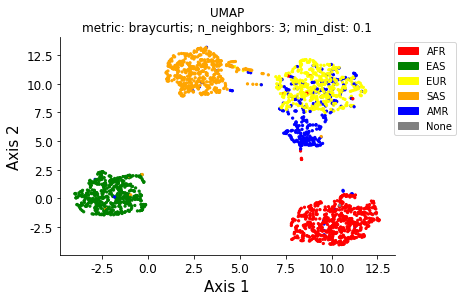 UMAP
metric: braycurtis; n_neighbors: 3; min_dist: 0.1
12.5
10.0
7.5
5.0
2.5
0.0
-2.5
Axis 2
-2.5 0.0 2.5 5.0 7.5 10.0 12.5
Axis 1
AFR
EAS
EUR
SAS
AMR
None